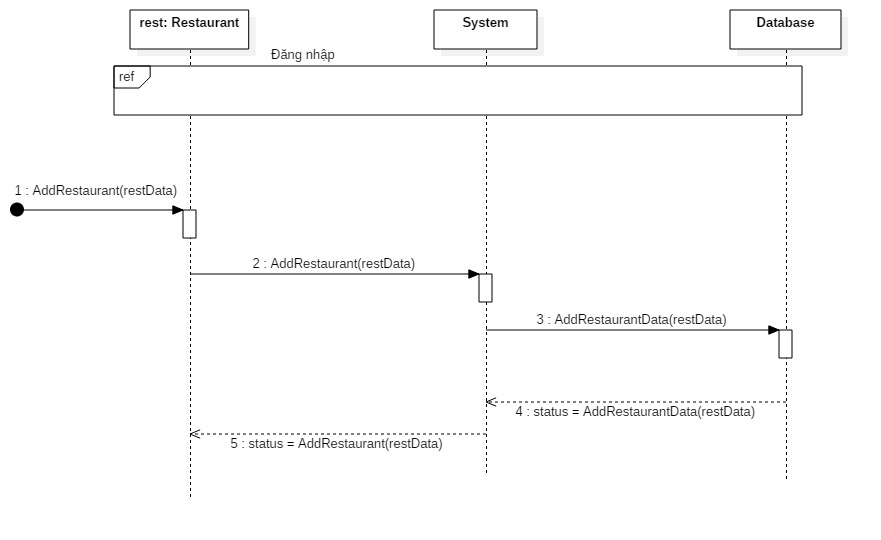 rest: Restaurant
System
Database
Đăng nhập
ref
1 : AddRestaurant(restData)
2 : AddRestaurant(restData)
3 : AddRestaurantData(restData)
4 : status = AddRestaurantData(restData)
5 : status = AddRestaurant(restData)